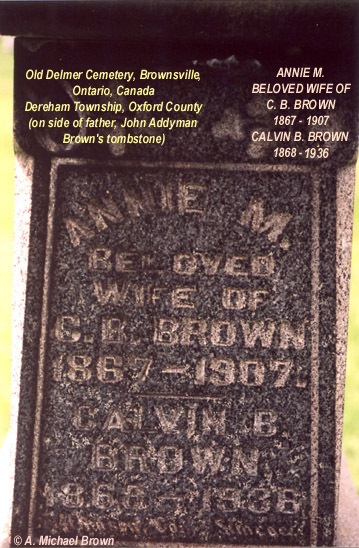 Old Delmer Cemetery, Brownsville,
Ontario, Canada
Dereham Township, Oxford County
(on side of father, John Addyman
Brown's tombstone)
ANNIE M.
BELOVED WIFE OF
C. B. BROWN
1867 - 1907
CALVIN B. BROWN
1868 - 1936
ANNIE M.
BELOVED
WIFE OF
C. B. BROWN
1867 — 1907.
CALVIN B.
BROWN
1868 — 1936
© A. Michael Brown